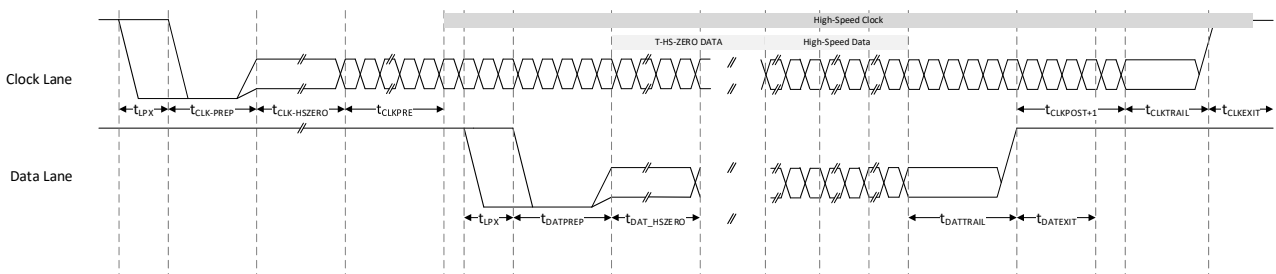 High-Speed Clock
T-HS-ZERO DATA
High-Speed Data
Clock Lane
tLPX
tCLK-PREP
tCLK-HSZERO
tCLKPRE
tCLKPOST+1
tCLKTRAIL
tCLKEXIT
Data Lane
tLPX
tDATPREP
tDAT_HSZERO
tDATTRAIL
tDATEXIT